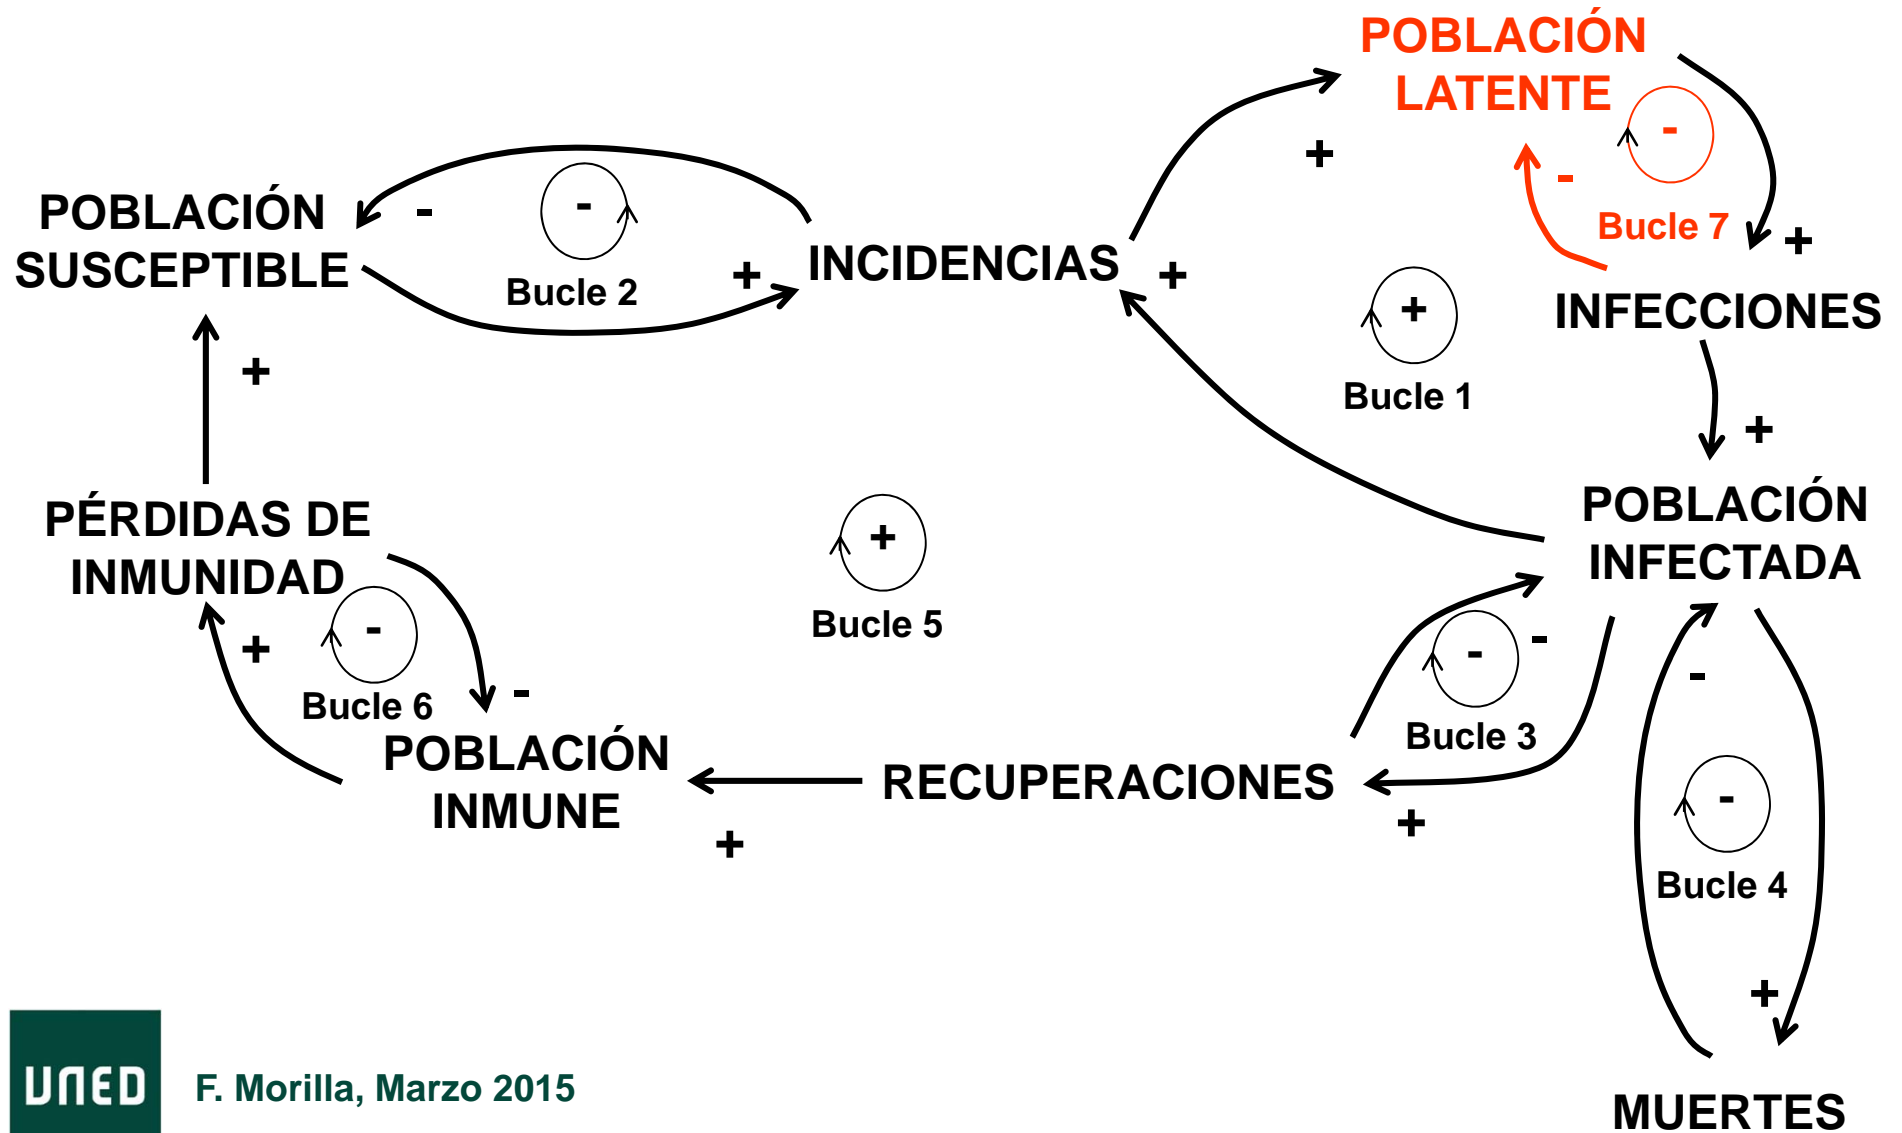 POBLACIÓN
LATENTE
-
+
-
Bucle 7
+
POBLACIÓN
SUSCEPTIBLE
-
-
Bucle 2
+
INCIDENCIAS
+
INFECCIONES
+
Bucle 1
+
+
PÉRDIDAS DE
INMUNIDAD
+
Bucle 5
POBLACIÓN
INFECTADA
+
-
Bucle 6
-
-
-
Bucle 3
-
POBLACIÓN
INMUNE
+
RECUPERACIONES
+
-
Bucle 4
+
MUERTES
UNED
F. Morilla, Marzo 2015